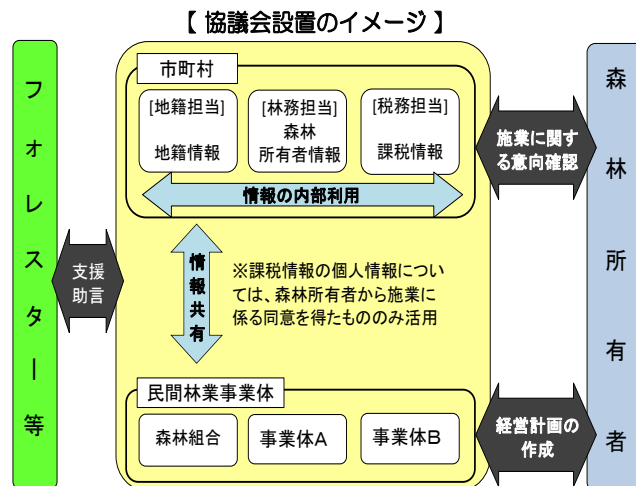 【 協議会設置のイメージ 】
フォレスター等
支援
助言
市町村
[地籍担当]
地籍情報
[林務担当]
森林
所有者情報
[税務担当]
課税情報
情報の内部利用
情報共有
※課税情報の個人情報につい
ては、森林所有者から施業に
係る同意を得たもののみ活用
民間林業事業体
森林組合
事業体A
事業体B
施業に関す
る意向確認
経営計画の
作成
森林所有者